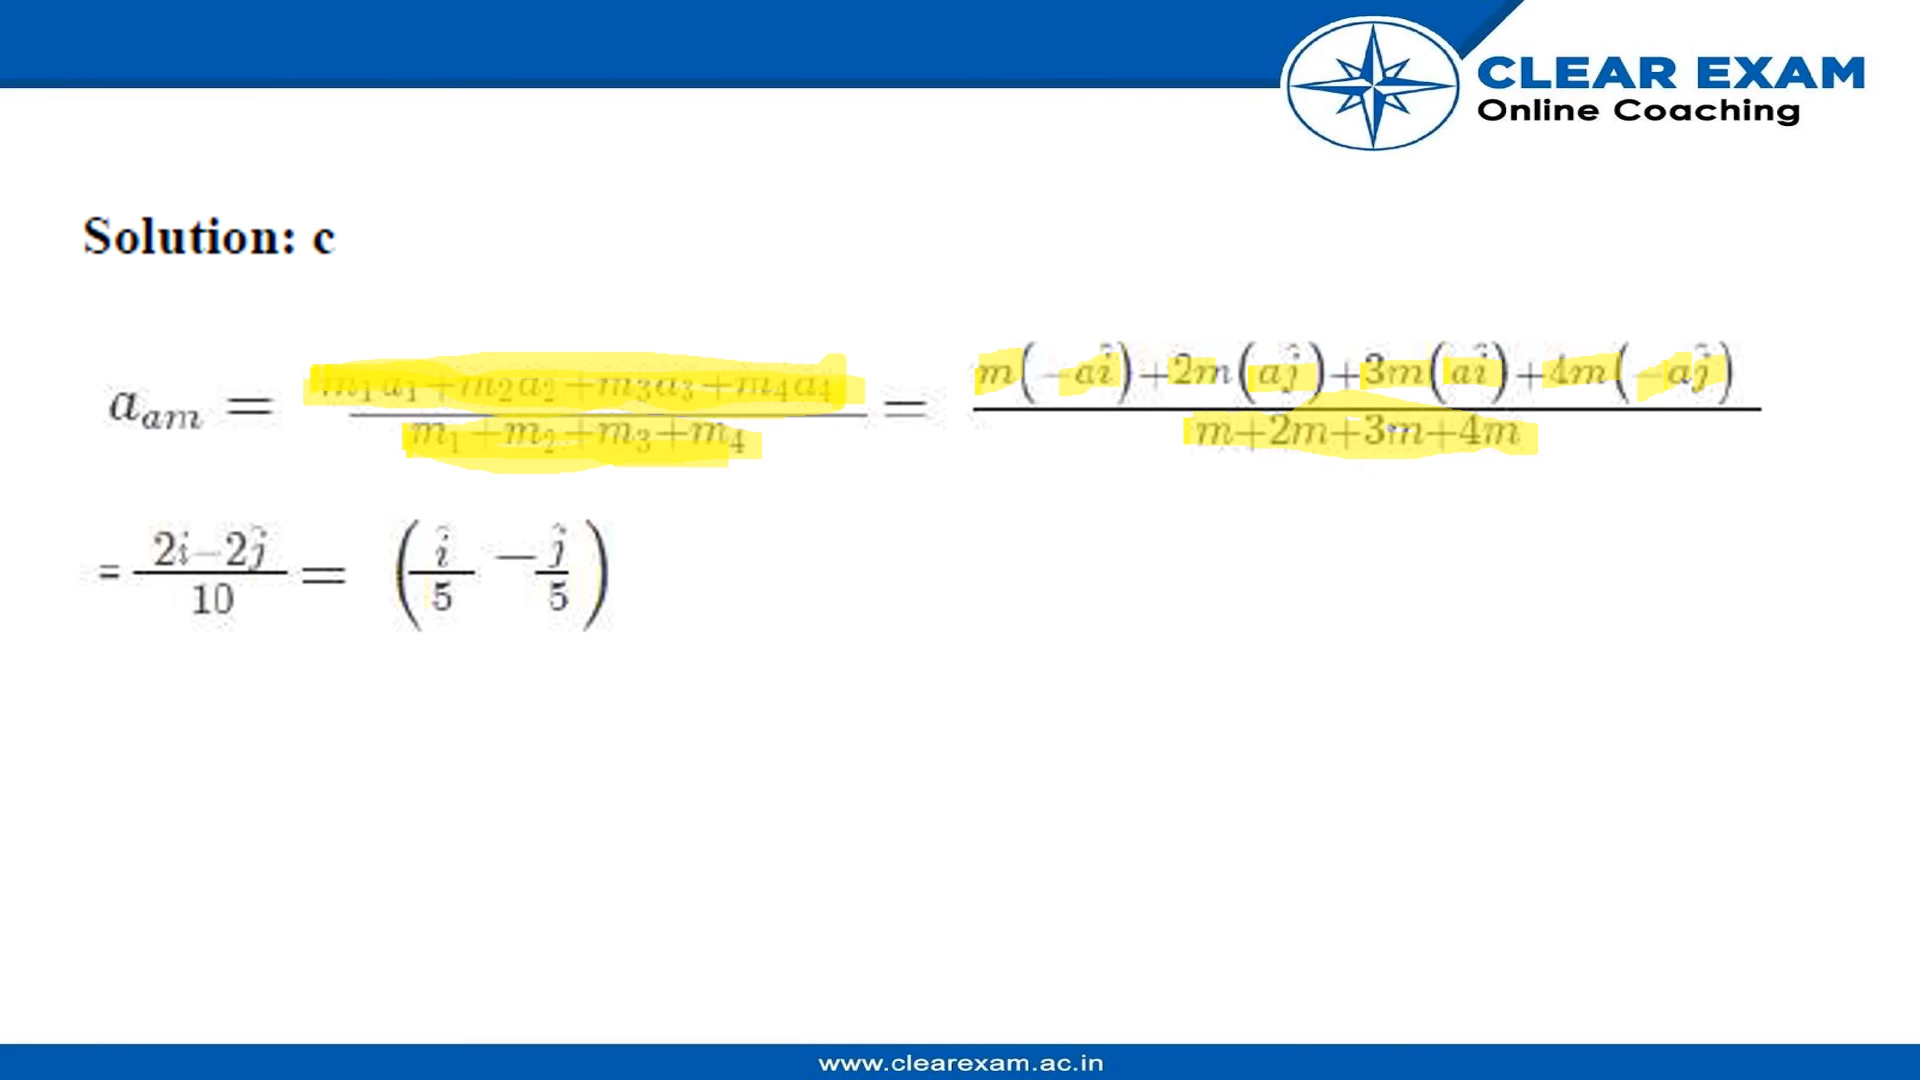 CLEAR EXAM
Online Coaching
Solution: c
a_am = (m₁a₁+m₂a₂+m₃a₃+m₄a₄)/(m₁+m₂+m₃+m₄) = (m(−aî)+2m(aĵ)+3m(aî)+4m(−aĵ))/(m+2m+3m+4m)
= (2i−2ĵ)/10 = (î/5 − ĵ/5)
www.clearexam.ac.in